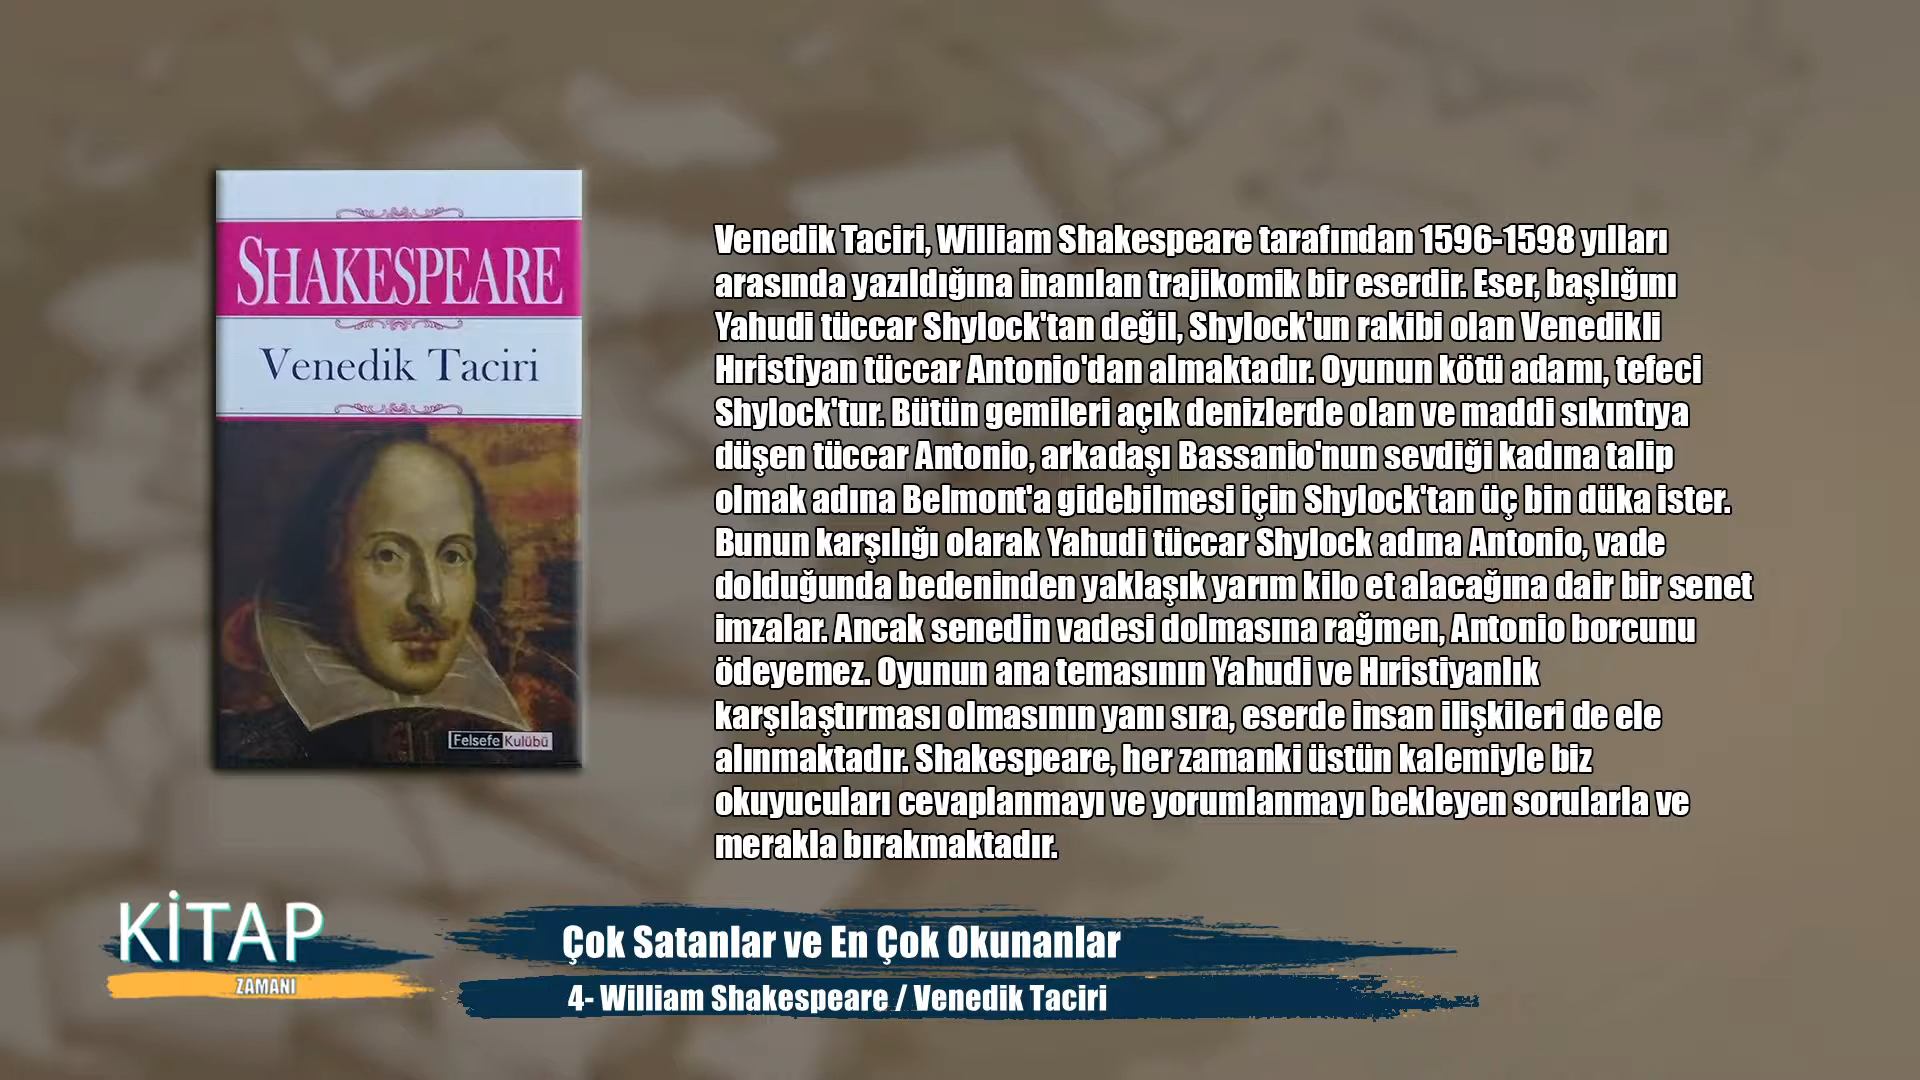 SHAKESPEARE
Venedik Taciri
Felsefe Kulübü
Venedik Taciri, William Shakespeare tarafından 1596-1598 yılları
arasında yazıldığına inanılan trajikomik bir eserdir. Eser, başlığını
Yahudi tüccar Shylock'tan değil, Shylock'un rakibi olan Venedikli
Hıristiyan tüccar Antonio'dan almaktadır. Oyunun kötü adamı, tefeci
Shylock'tur. Bütün gemileri açık denizlerde olan ve maddi sıkıntıya
düşen tüccar Antonio, arkadaşı Bassanio'nun sevdiği kadına talip
olmak adına Belmont'a gidebilmesi için Shylock'tan üç bin düka ister.
Bunun karşılığı olarak Yahudi tüccar Shylock adına Antonio, vade
dolduğunda bedeninden yaklaşık yarım kilo et alacağına dair bir senet
imzalar. Ancak senedin vadesi dolmasına rağmen, Antonio borcunu
ödeyemez. Oyunun ana temasının Yahudi ve Hıristiyanlık
karşılaştırması olmasının yanı sıra, eserde insan ilişkileri de ele
alınmaktadır. Shakespeare, her zamanki üstün kalemiyle biz
okuyucuları cevaplanmayı ve yorumlanmayı bekleyen sorularla ve
merakla bırakmaktadır.
KİTAP
ZAMANI
Çok Satanlar ve En Çok Okunanlar
4- William Shakespeare / Venedik Taciri